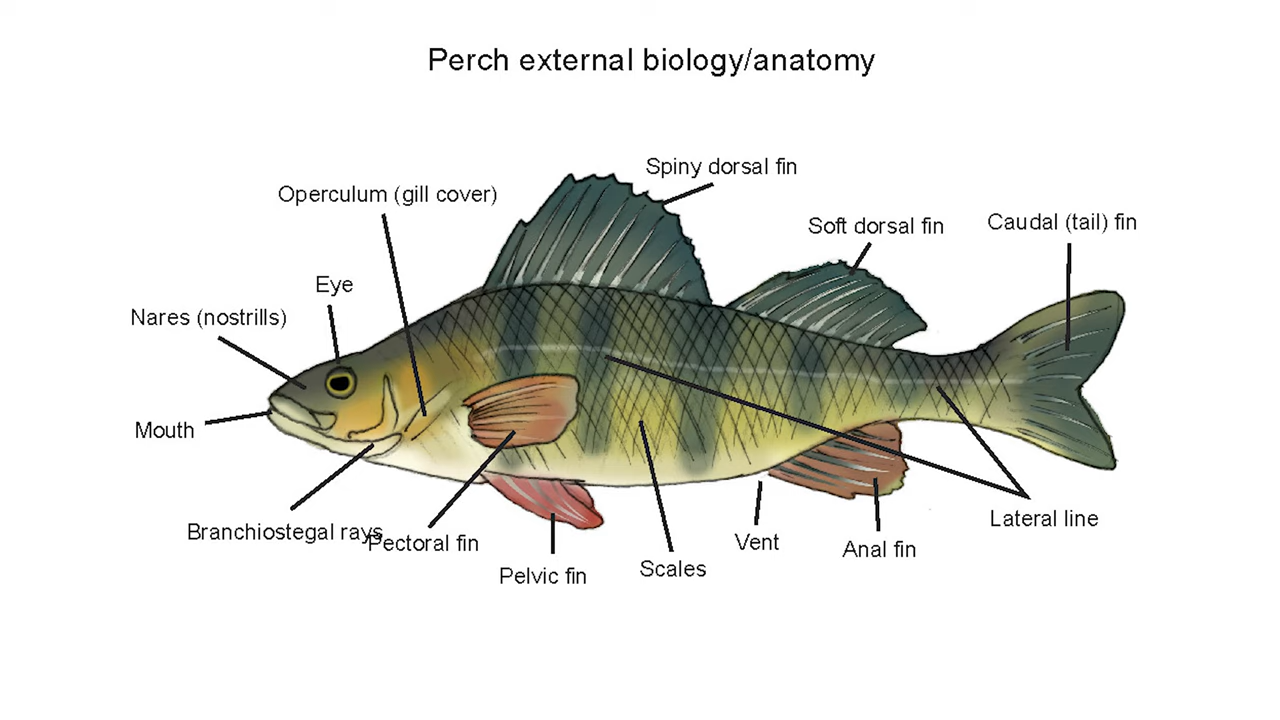 Perch external biology/anatomy
Spiny dorsal fin
Operculum (gill cover)
Soft dorsal fin
Caudal (tail) fin
Eye
Nares (nostrills)
Mouth
Branchiostegal rays
Pectoral fin
Pelvic fin
Scales
Vent
Anal fin
Lateral line